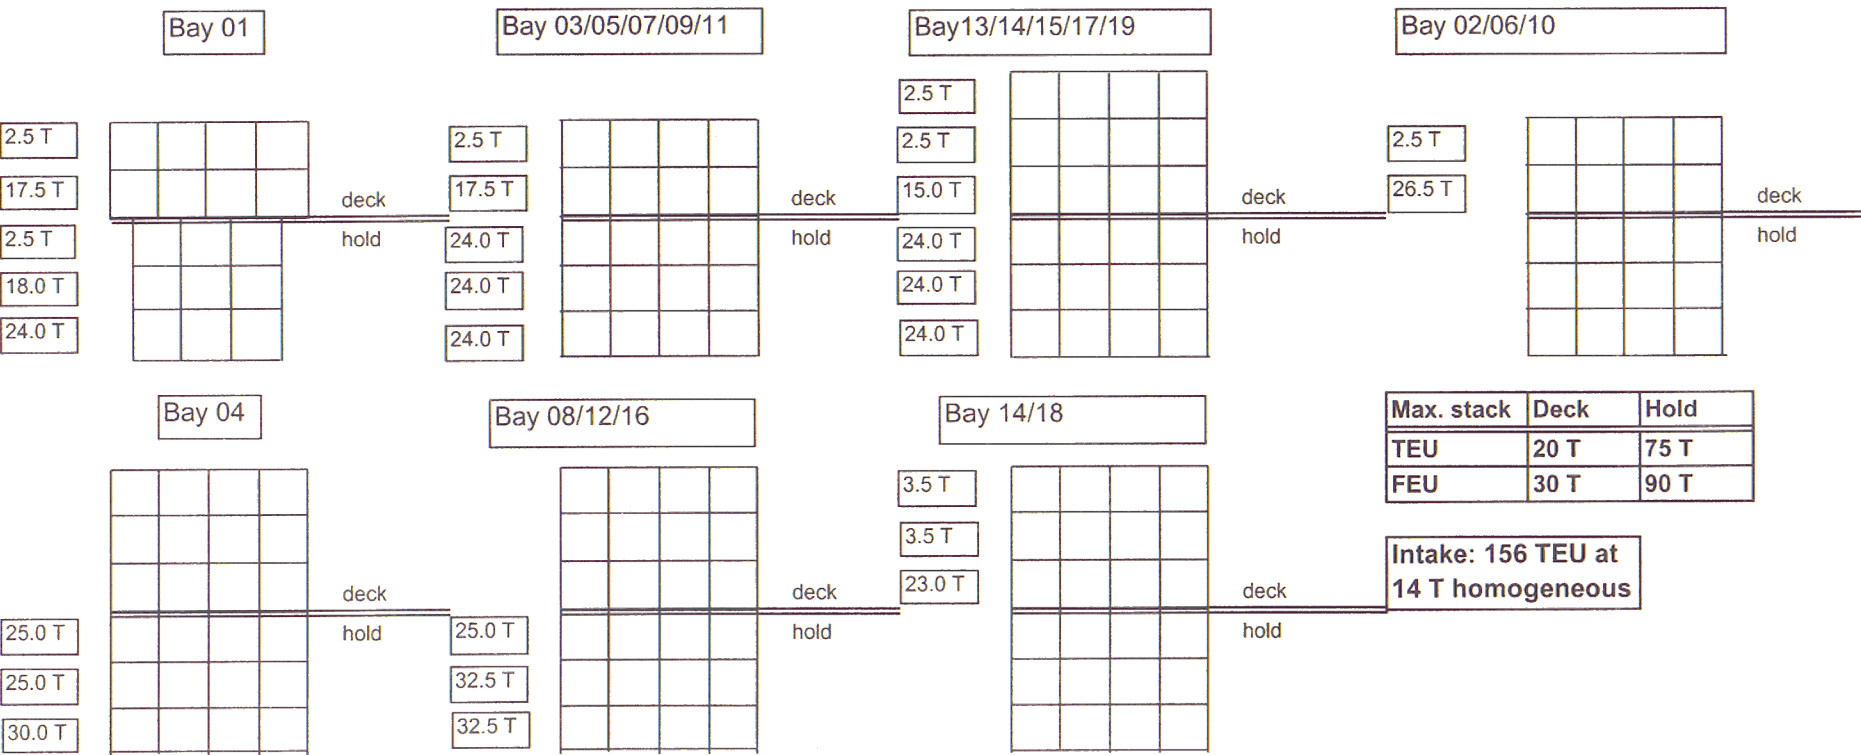 Bay 01
2.5 T
17.5 T
2.5 T
18.0 T
24.0 T
deck
hold
Bay 03/05/07/09/11
2.5 T
17.5 T
24.0 T
24.0 T
24.0 T
deck
hold
Bay13/14/15/17/19
2.5 T
2.5 T
15.0 T
24.0 T
24.0 T
24.0 T
deck
hold
Bay 02/06/10
2.5 T
26.5 T
deck
hold
Bay 04
25.0 T
25.0 T
30.0 T
deck
hold
Bay 08/12/16
25.0 T
32.5 T
32.5 T
deck
hold
Bay 14/18
3.5 T
3.5 T
23.0 T
deck
hold
Max. stack Deck Hold
TEU 20 T 75 T
FEU 30 T 90 T
Intake: 156 TEU at
14 T homogeneous